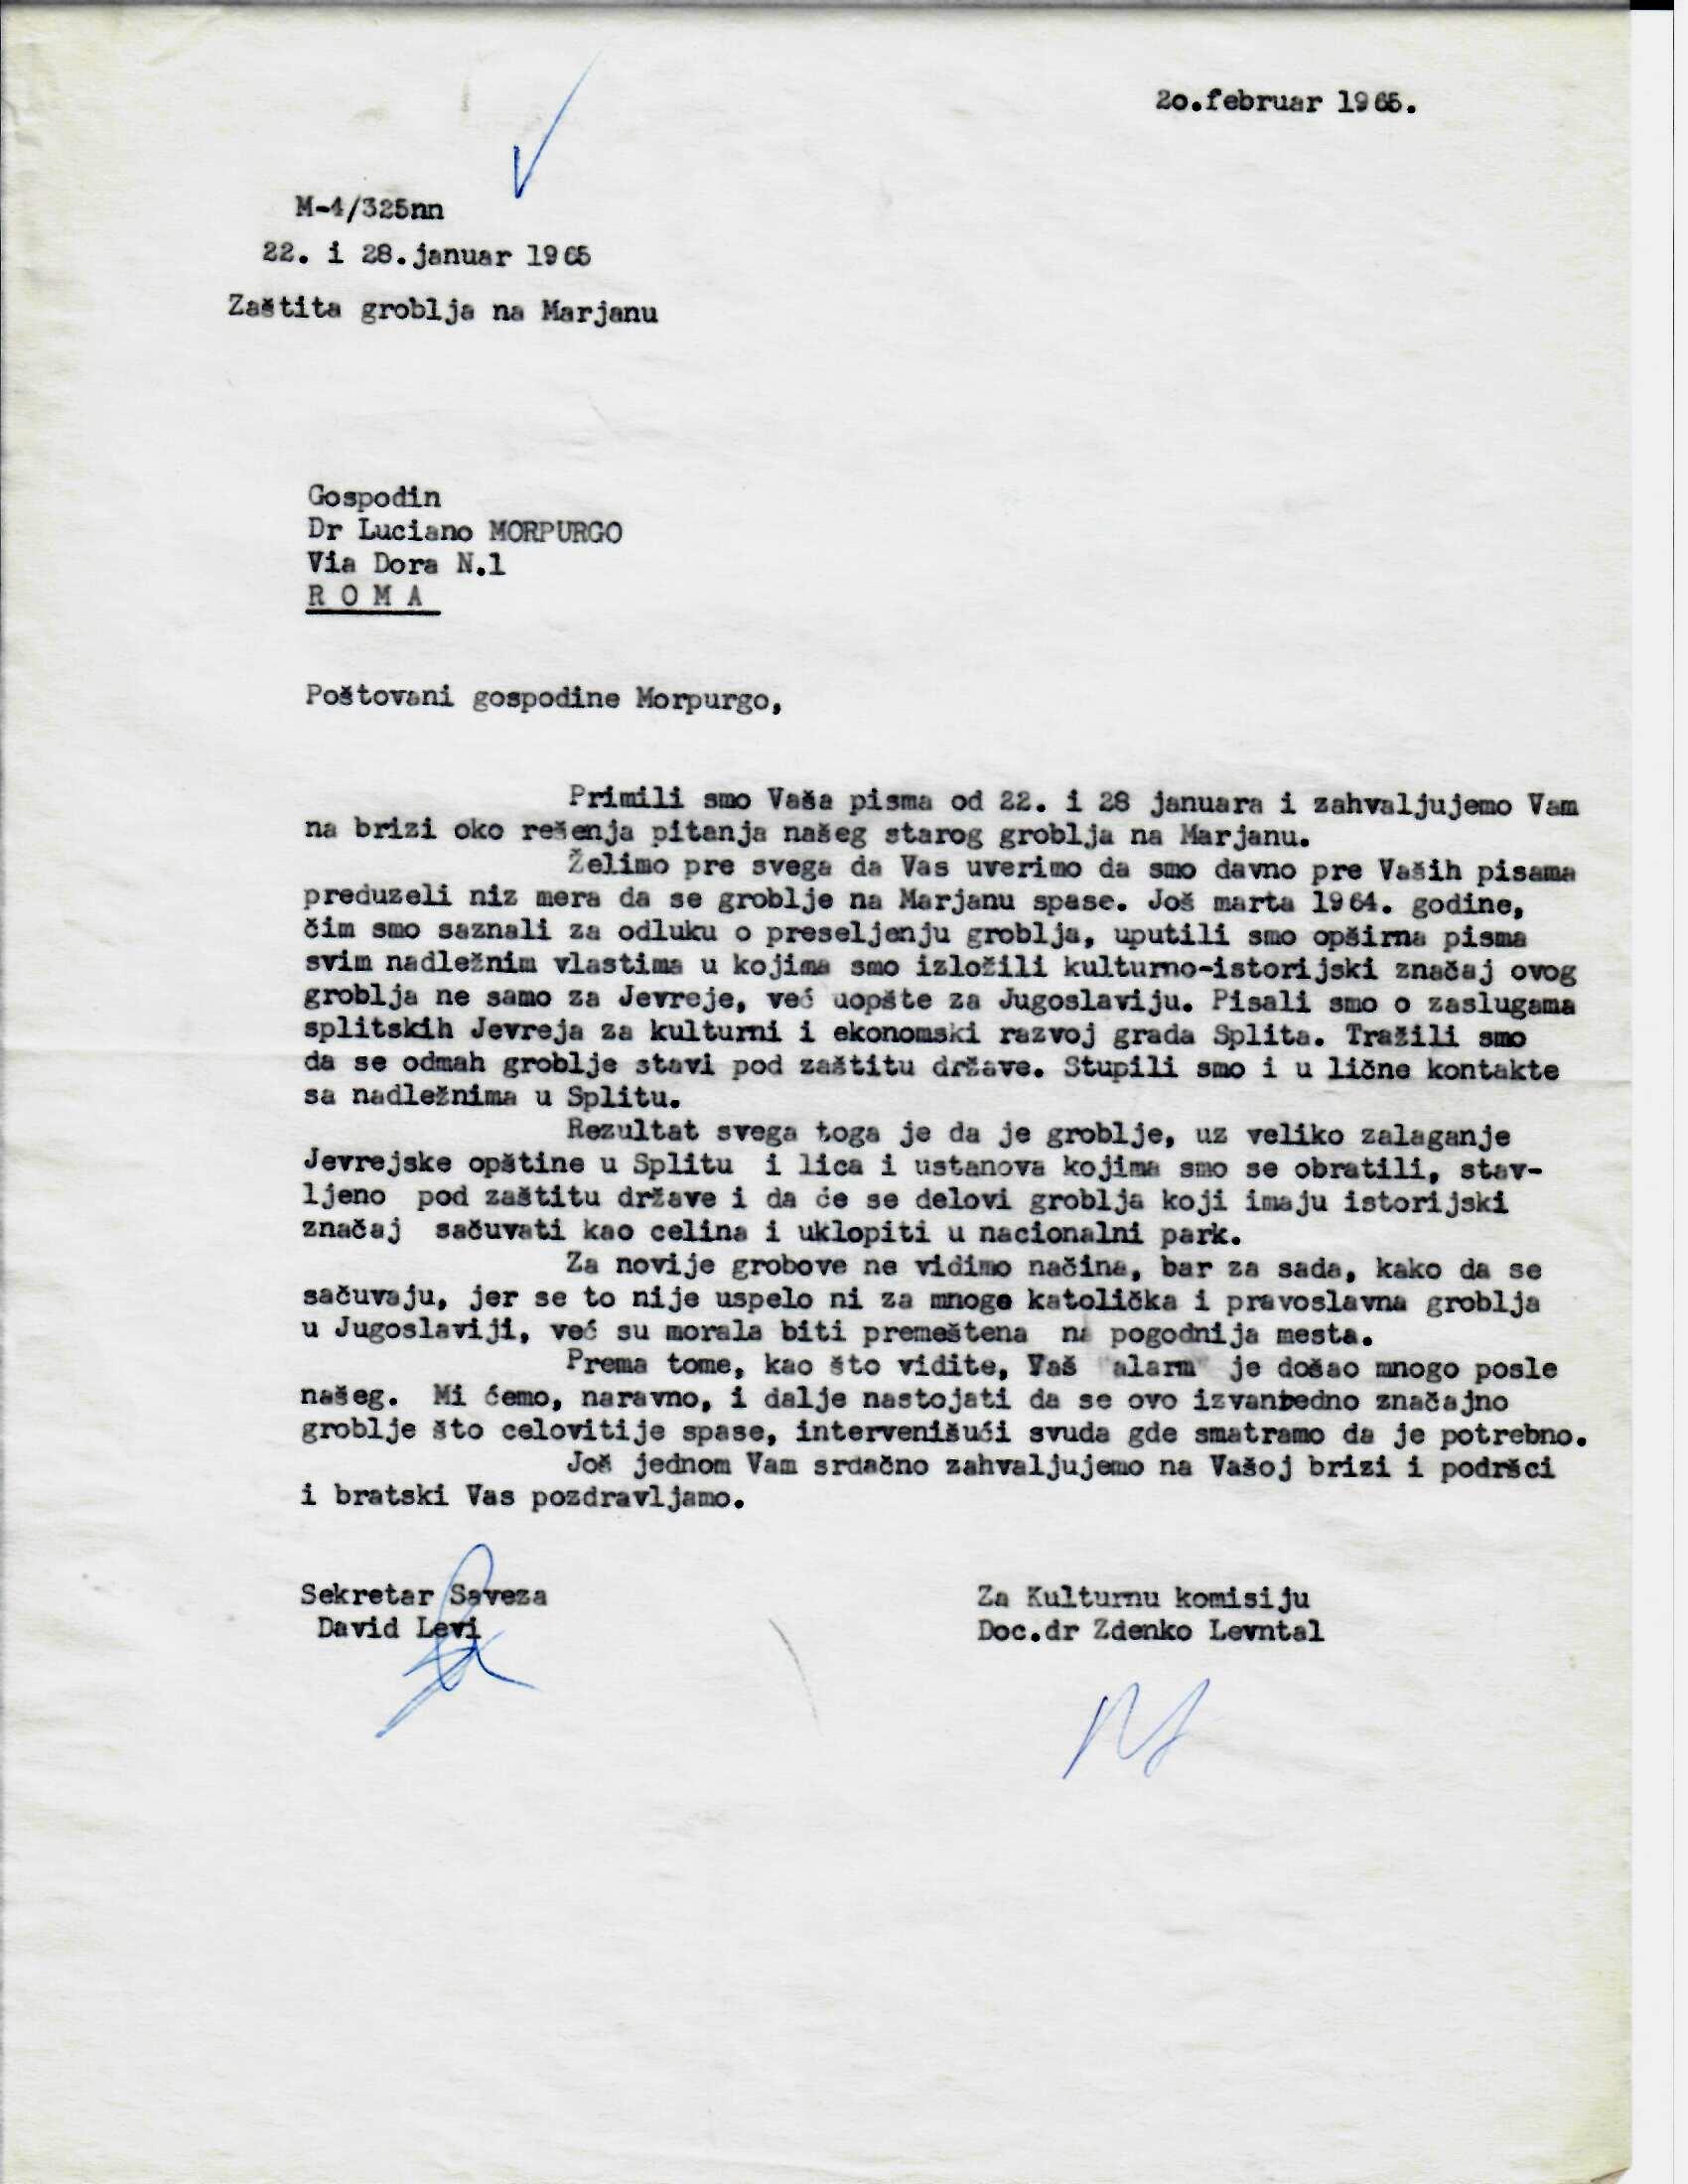 2o.februar 1965.
M-4/325nn
22. i 28.januar 1965
Zaštita groblja na Marjanu
Gospodin
Dr Luciano MORPURGO
Via Dora N.1
R O M A
Poštovani gospodine Morpurgo,
Primili smo Vaša pisma od 22. i 28 januara i zahvaljujemo Vam
na brizi oko rešenja pitanja našeg starog groblja na Marjanu.
Želimo pre svega da Vas uverimo da smo davno pre Vaših pisama
preduzeli niz mera da se groblje na Marjanu spase. Još marta 1964. godine,
čim smo saznali za odluku o preseljenju groblja, uputili smo opširna pisma
svim nadležnim vlastima u kojima smo izložili kulturno-istorijski značaj ovog
groblja ne samo za Jevreje, već uopšte za Jugoslaviju. Pisali smo o zaslugama
splitskih Jevreja za kulturni i ekonomski razvoj grada Splita. Tražili smo
da se odmah groblje stavi pod zaštitu države. Stupili smo i u lične kontakte
sa nadležnima u Splitu.
Rezultat svega toga je da je groblje, uz veliko zalaganje
Jevrejske opštine u Splitu i lica i ustanova kojima smo se obratili, stav-
ljeno pod zaštitu države i da će se delovi groblja koji imaju istorijski
značaj sačuvati kao celina i uklopiti u nacionalni park.
Za novije grobove ne vidimo načina, bar za sada, kako da se
sačuvaju, jer se to nije uspelo ni za mnoge katolička i pravoslavna groblja
u Jugoslaviji, već su morala biti premeštena na pogodnija mesta.
Prema tome, kao što vidite, Vaš "alarm" je došao mnogo posle
našeg. Mi ćemo, naravno, i dalje nastojati da se ovo izvanredno značajno
groblje što celovitije spase, intervenišući svuda gde smatramo da je potrebno.
Još jednom Vam srdačno zahvaljujemo na Vašoj brizi i podršci
i bratski Vas pozdravljamo.
Sekretar Saveza
David Levi
Za Kulturnu komisiju
Doc.dr Zdenko Levntal